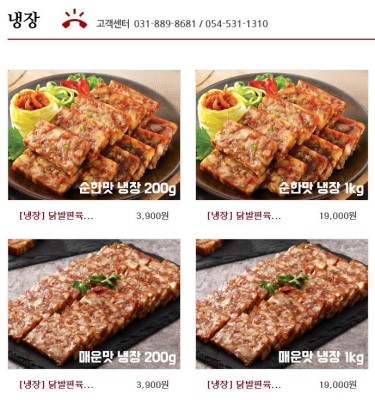 냉장 고객센터 031-889-8681 / 054-531-1310
순한맛 냉장 200g
순한맛 냉장 1kg
[냉장] 닭발편육... 3,900원
[냉장] 닭발편육... 19,000원
매운맛 냉장 200g
매운맛 냉장 1kg
[냉장] 닭발편육... 3,900원
[냉장] 닭발편육... 19,000원